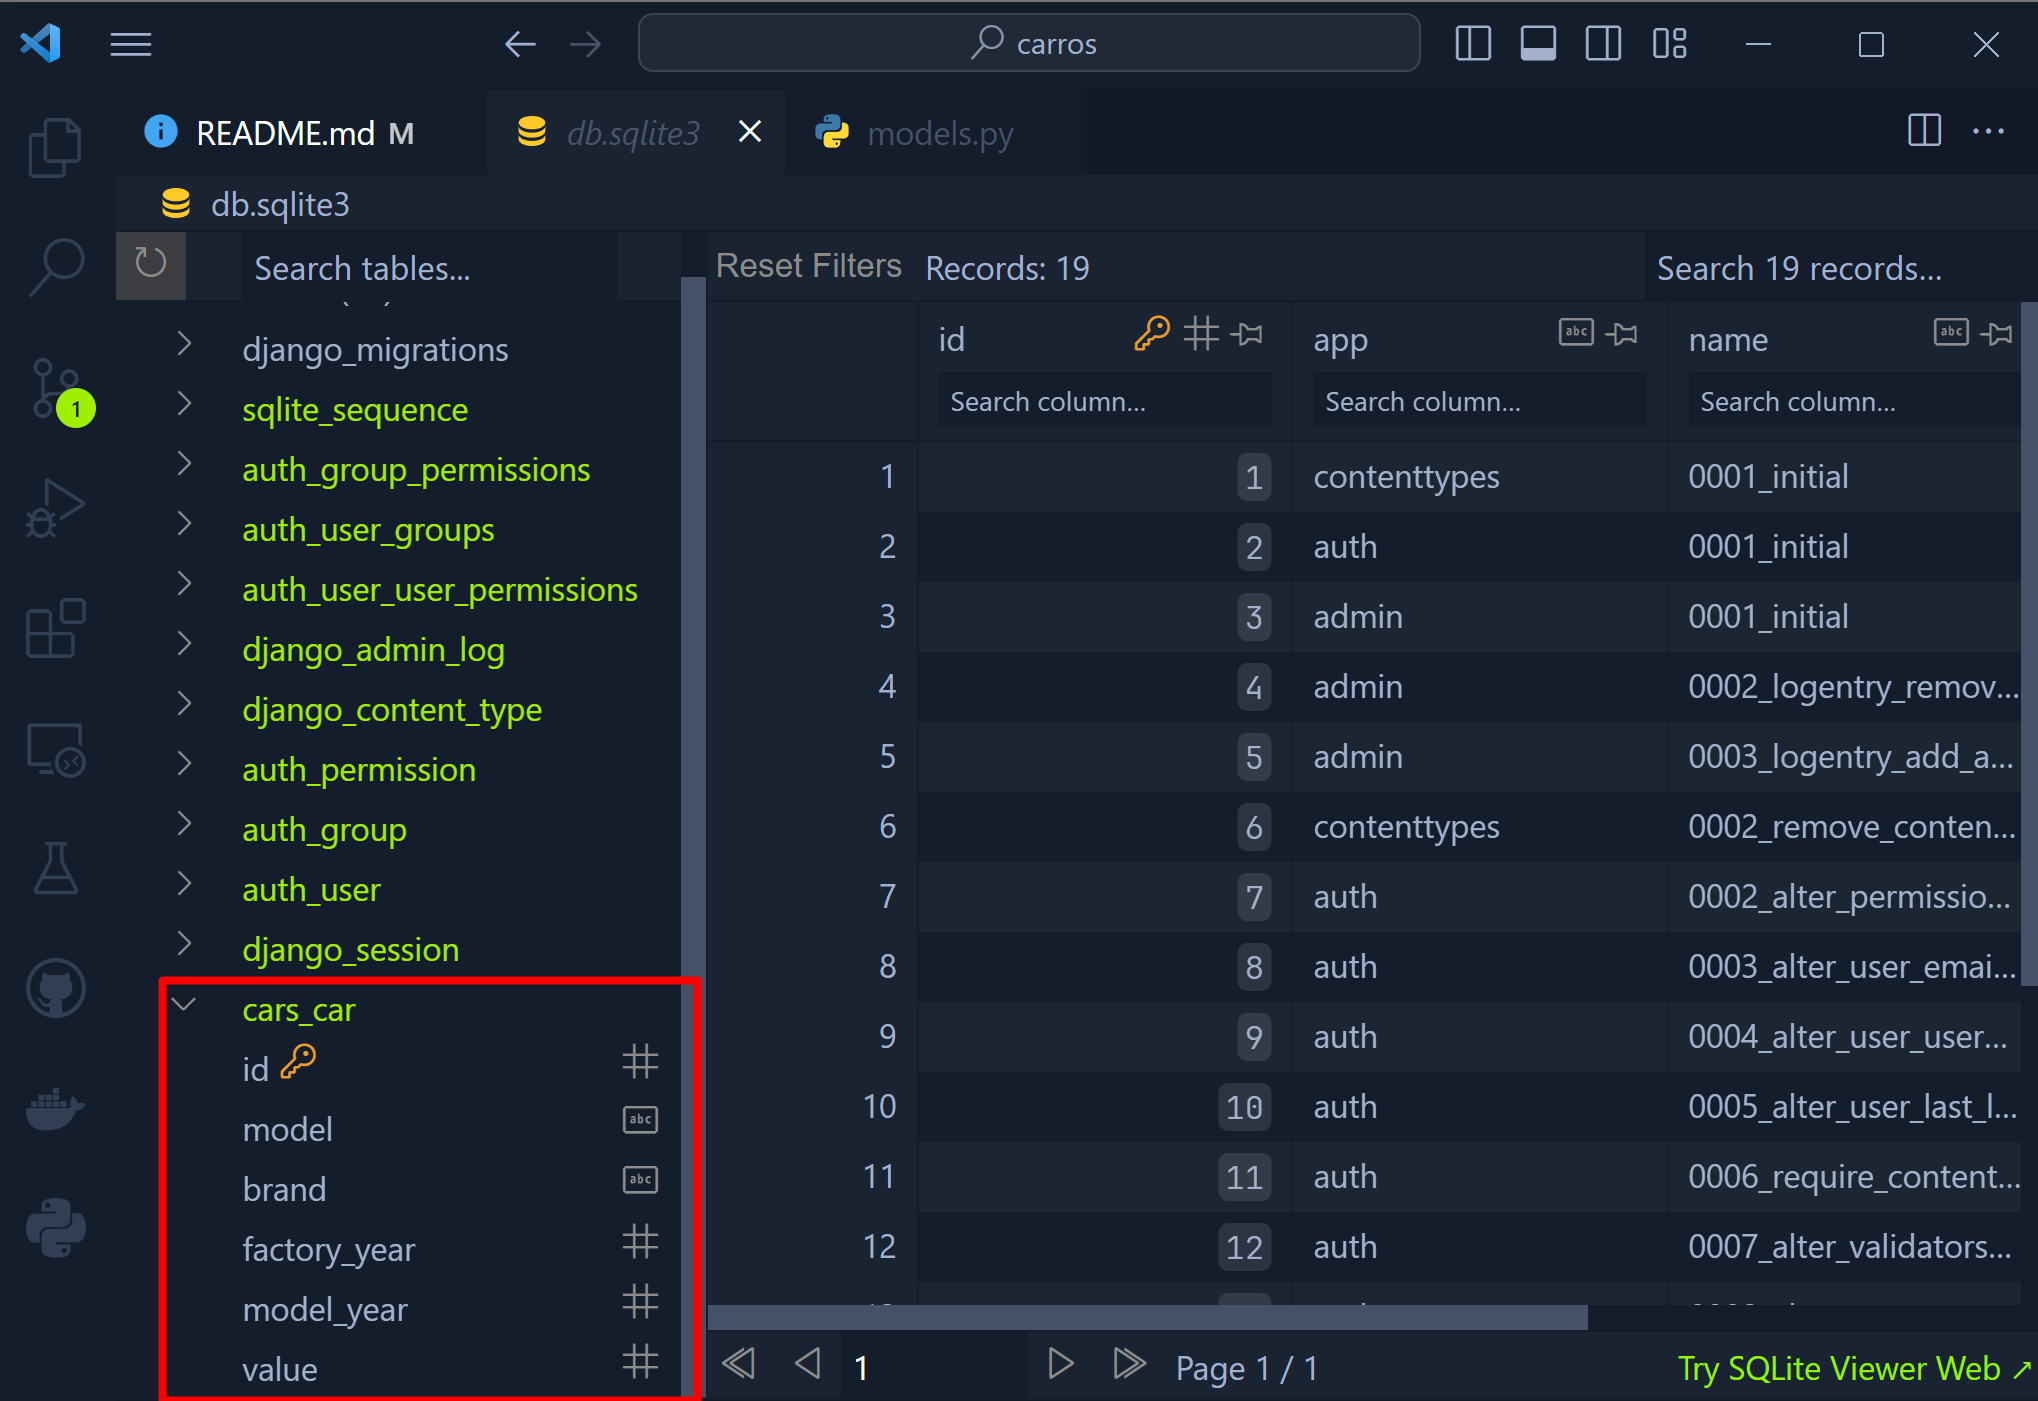 carros
README.md M
db.sqlite3
models.py
db.sqlite3
Search tables...
django_migrations
sqlite_sequence
auth_group_permissions
auth_user_groups
auth_user_user_permissions
django_admin_log
django_content_type
auth_permission
auth_group
auth_user
django_session
cars_car
id
model
brand
factory_year
model_year
value
1
Reset Filters Records: 19 Search 19 records...
id app name
Search column... Search column... Search column...
1 1 contenttypes 0001_initial
2 2 auth 0001_initial
3 3 admin 0001_initial
4 4 admin 0002_logentry_remov...
5 5 admin 0003_logentry_add_a...
6 6 contenttypes 0002_remove_conten...
7 7 auth 0002_alter_permissio...
8 8 auth 0003_alter_user_emai...
9 9 auth 0004_alter_user_user...
10 10 auth 0005_alter_user_last_l...
11 11 auth 0006_require_content...
12 12 auth 0007_alter_validators...
1 Page 1 / 1 Try SQLite Viewer Web ↗